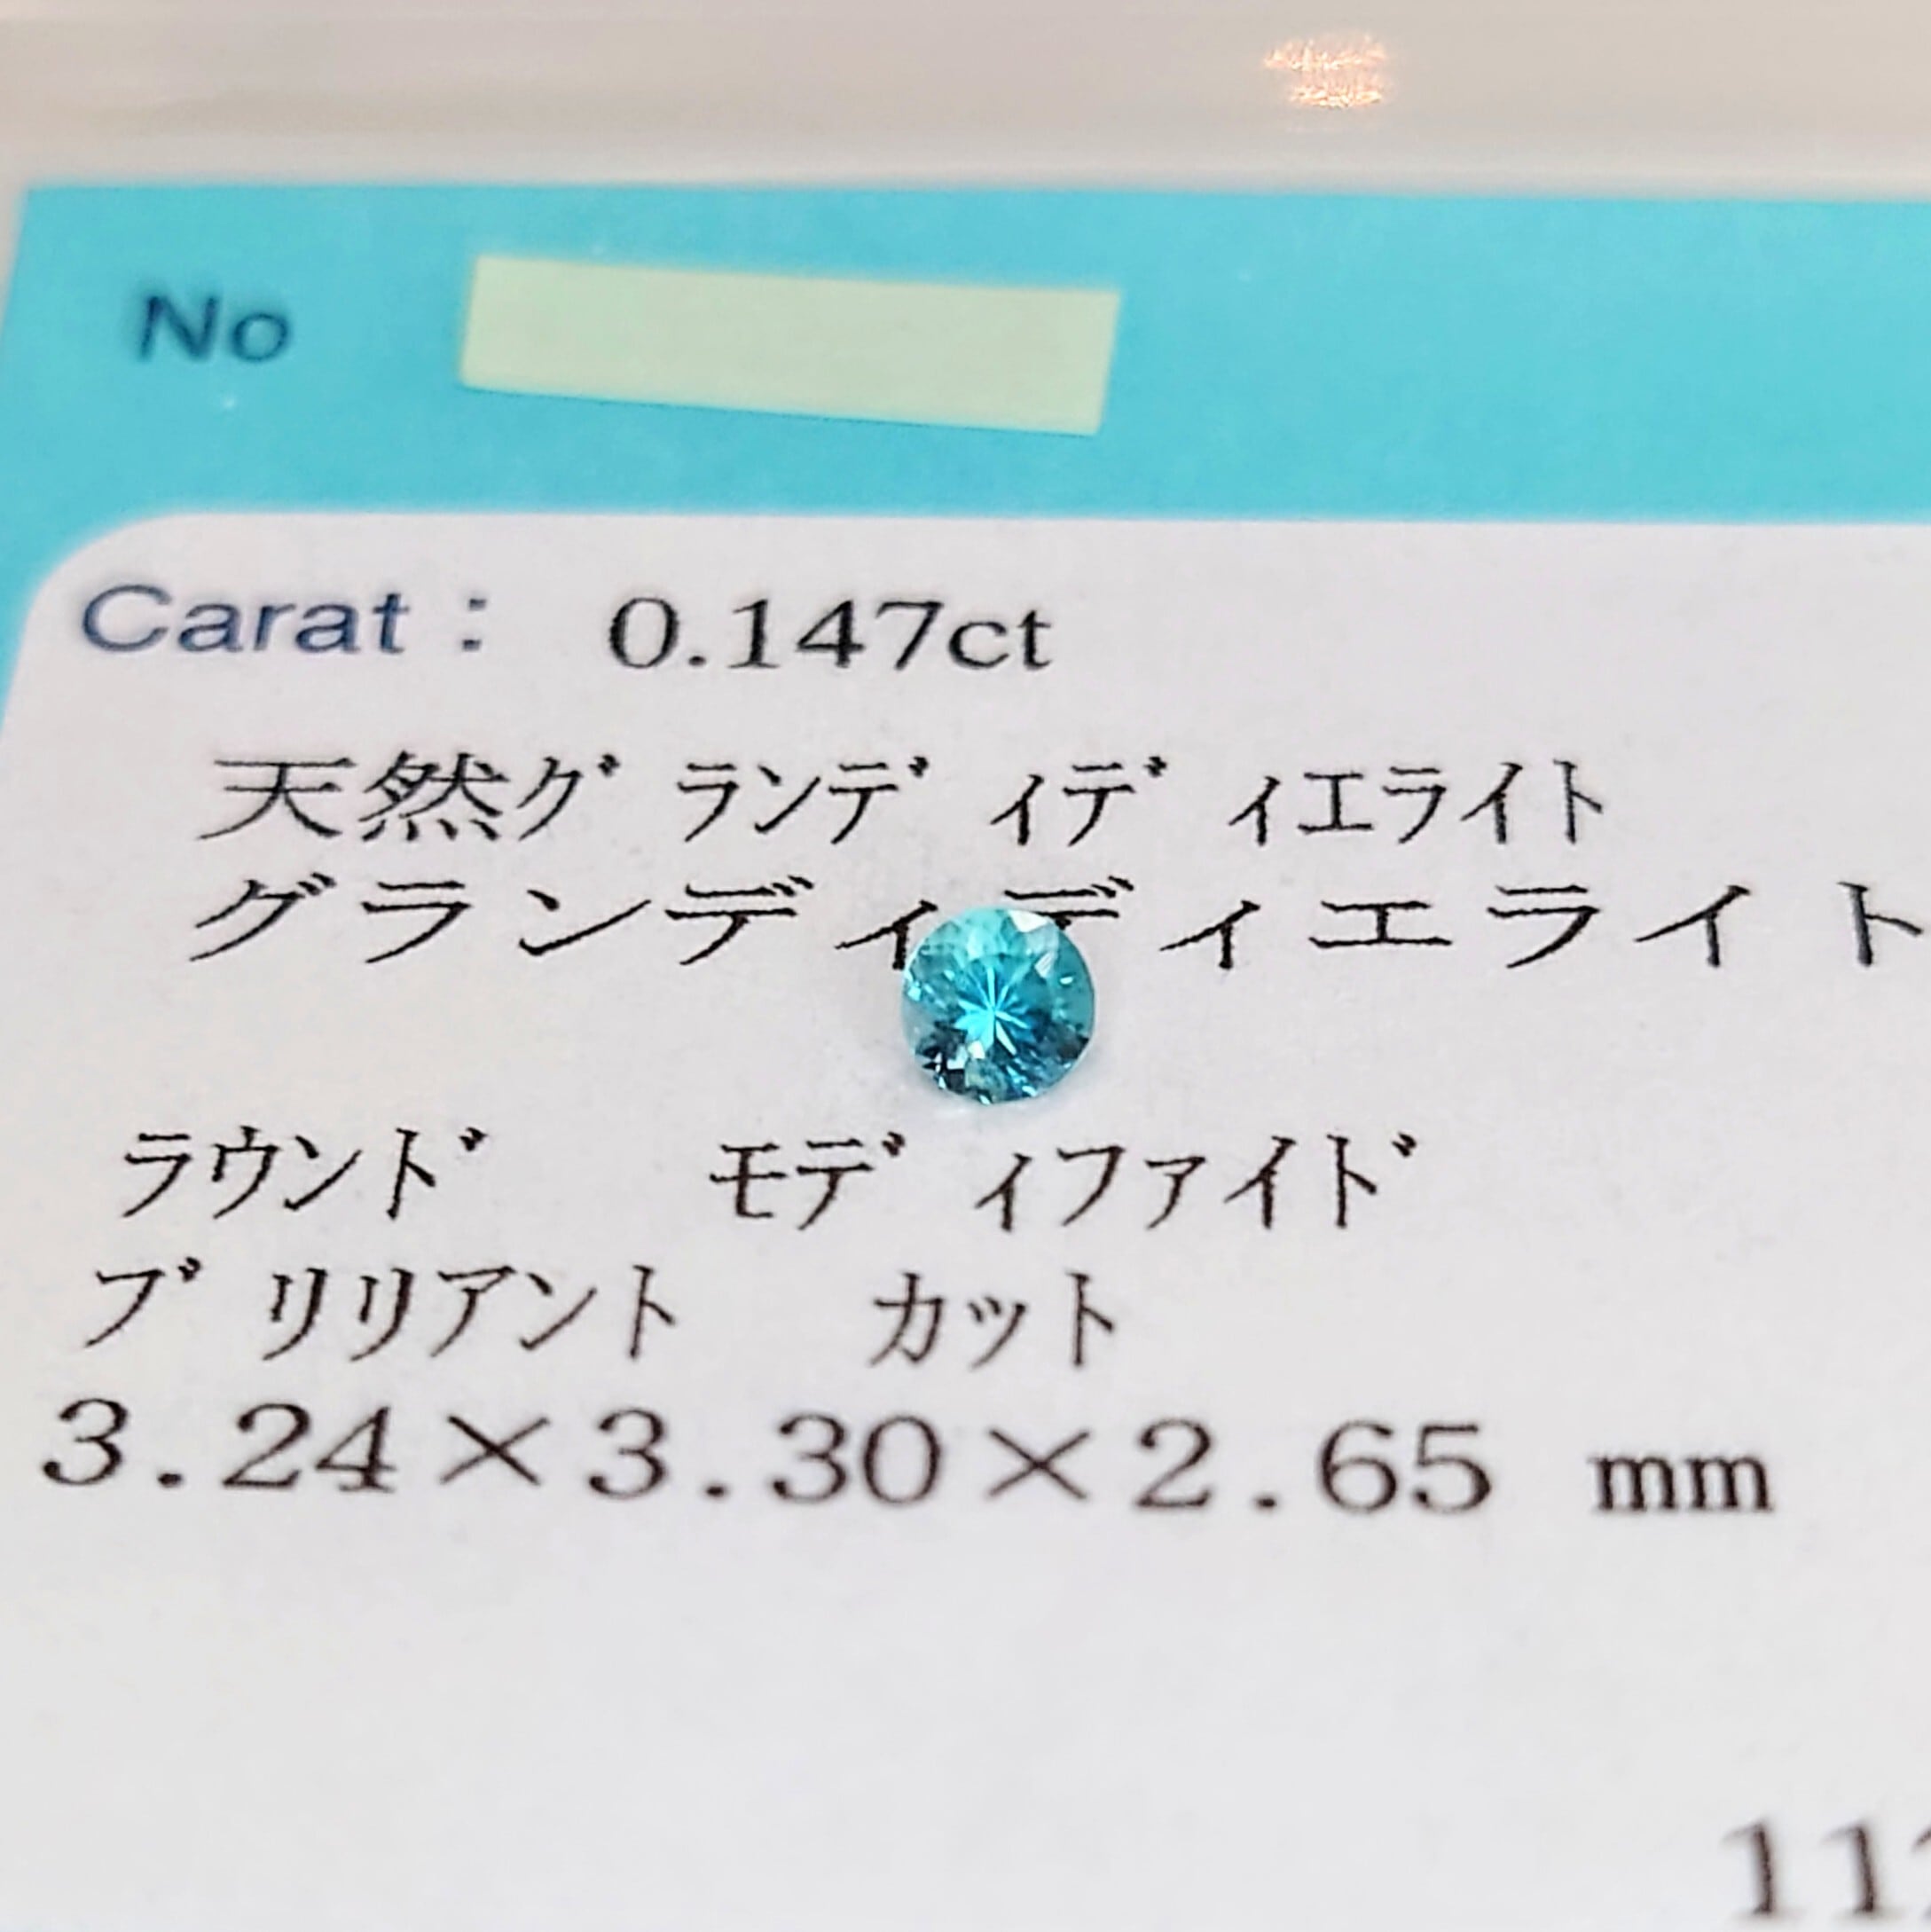 No
Carat : 0.147ct
天然ｸﾞﾗﾝﾃﾞｨﾃﾞｨｴﾗｲﾄ
グランディディエライト
ﾗｳﾝﾄﾞ ﾓﾃﾞｨﾌｧｲﾄﾞ
ﾌﾞﾘﾘｱﾝﾄ ｶｯﾄ
3.24×3.30×2.65 mm